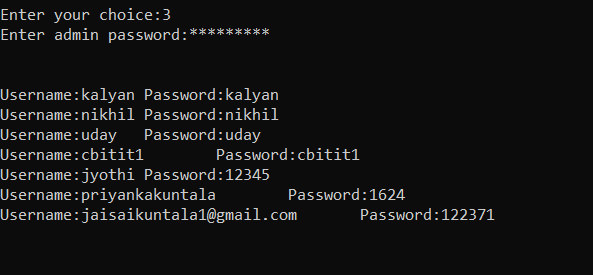 Enter your choice:3
Enter admin password:*********
Username:kalyan Password:kalyan
Username:nikhil Password:nikhil
Username:uday   Password:uday
Username:cbitit1        Password:cbitit1
Username:jyothi Password:12345
Username:priyankakuntala        Password:1624
Username:jaisaikuntala1@gmail.com       Password:122371